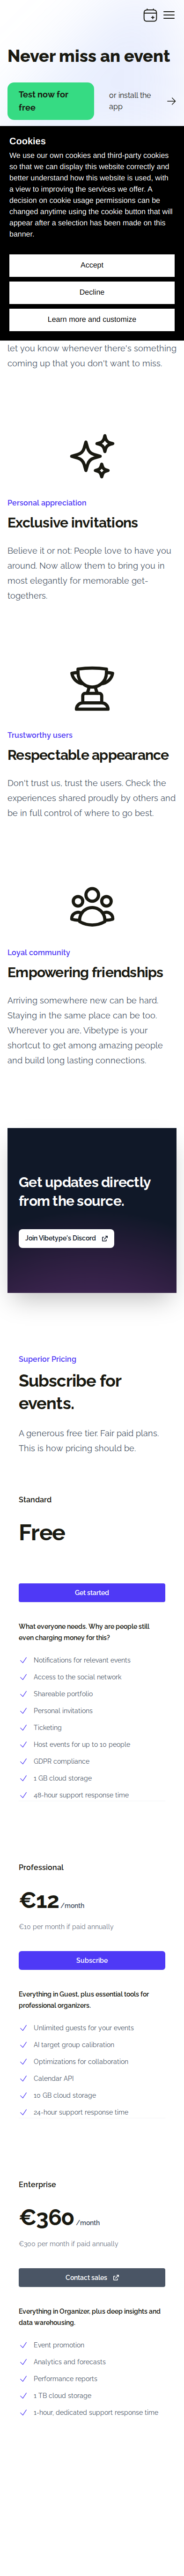 Never miss an event
Test now for
free
or install the
app
Cookies
We use our own cookies and third-party cookies
so that we can display this website correctly and
better understand how this website is used, with
a view to improving the services we offer. A
decision on cookie usage permissions can be
changed anytime using the cookie button that will
appear after a selection has been made on this
banner.
Accept
Decline
Learn more and customize
let you know whenever there's something
coming up that you don't want to miss.
Personal appreciation
Exclusive invitations
Believe it or not: People love to have you
around. Now allow them to bring you in
most elegantly for memorable get-
togethers.
Trustworthy users
Respectable appearance
Don't trust us, trust the users. Check the
experiences shared proudly by others and
be in full control of where to go best.
Loyal community
Empowering friendships
Arriving somewhere new can be hard.
Staying in the same place can be too.
Wherever you are, Vibetype is your
shortcut to get among amazing people
and build long lasting connections.
Get updates directly
from the source.
Join Vibetype's Discord
Superior Pricing
Subscribe for
events.
A generous free tier. Fair paid plans.
This is how pricing should be.
Standard
Free
Get started
What everyone needs. Why are people still
even charging money for this?
Notifications for relevant events
Access to the social network
Shareable portfolio
Personal invitations
Ticketing
Host events for up to 10 people
GDPR compliance
1 GB cloud storage
48-hour support response time
Professional
€12 /month
€10 per month if paid annually
Subscribe
Everything in Guest, plus essential tools for
professional organizers.
Unlimited guests for your events
AI target group calibration
Optimizations for collaboration
Calendar API
10 GB cloud storage
24-hour support response time
Enterprise
€360 /month
€300 per month if paid annually
Contact sales
Everything in Organizer, plus deep insights and
data warehousing.
Event promotion
Analytics and forecasts
Performance reports
1 TB cloud storage
1-hour, dedicated support response time